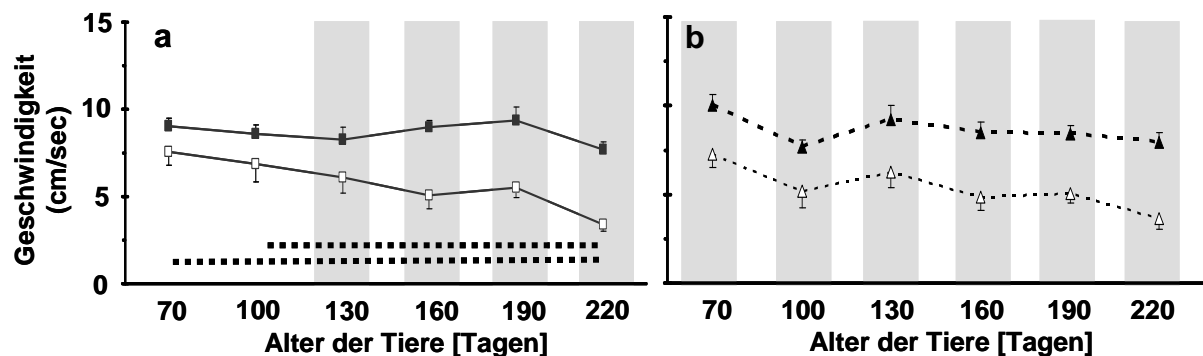 Geschwindigkeit
(cm/sec)
15
10
5
0
a
70 100 130 160 190 220
Alter der Tiere [Tagen]
b
70 100 130 160 190 220
Alter der Tiere [Tagen]